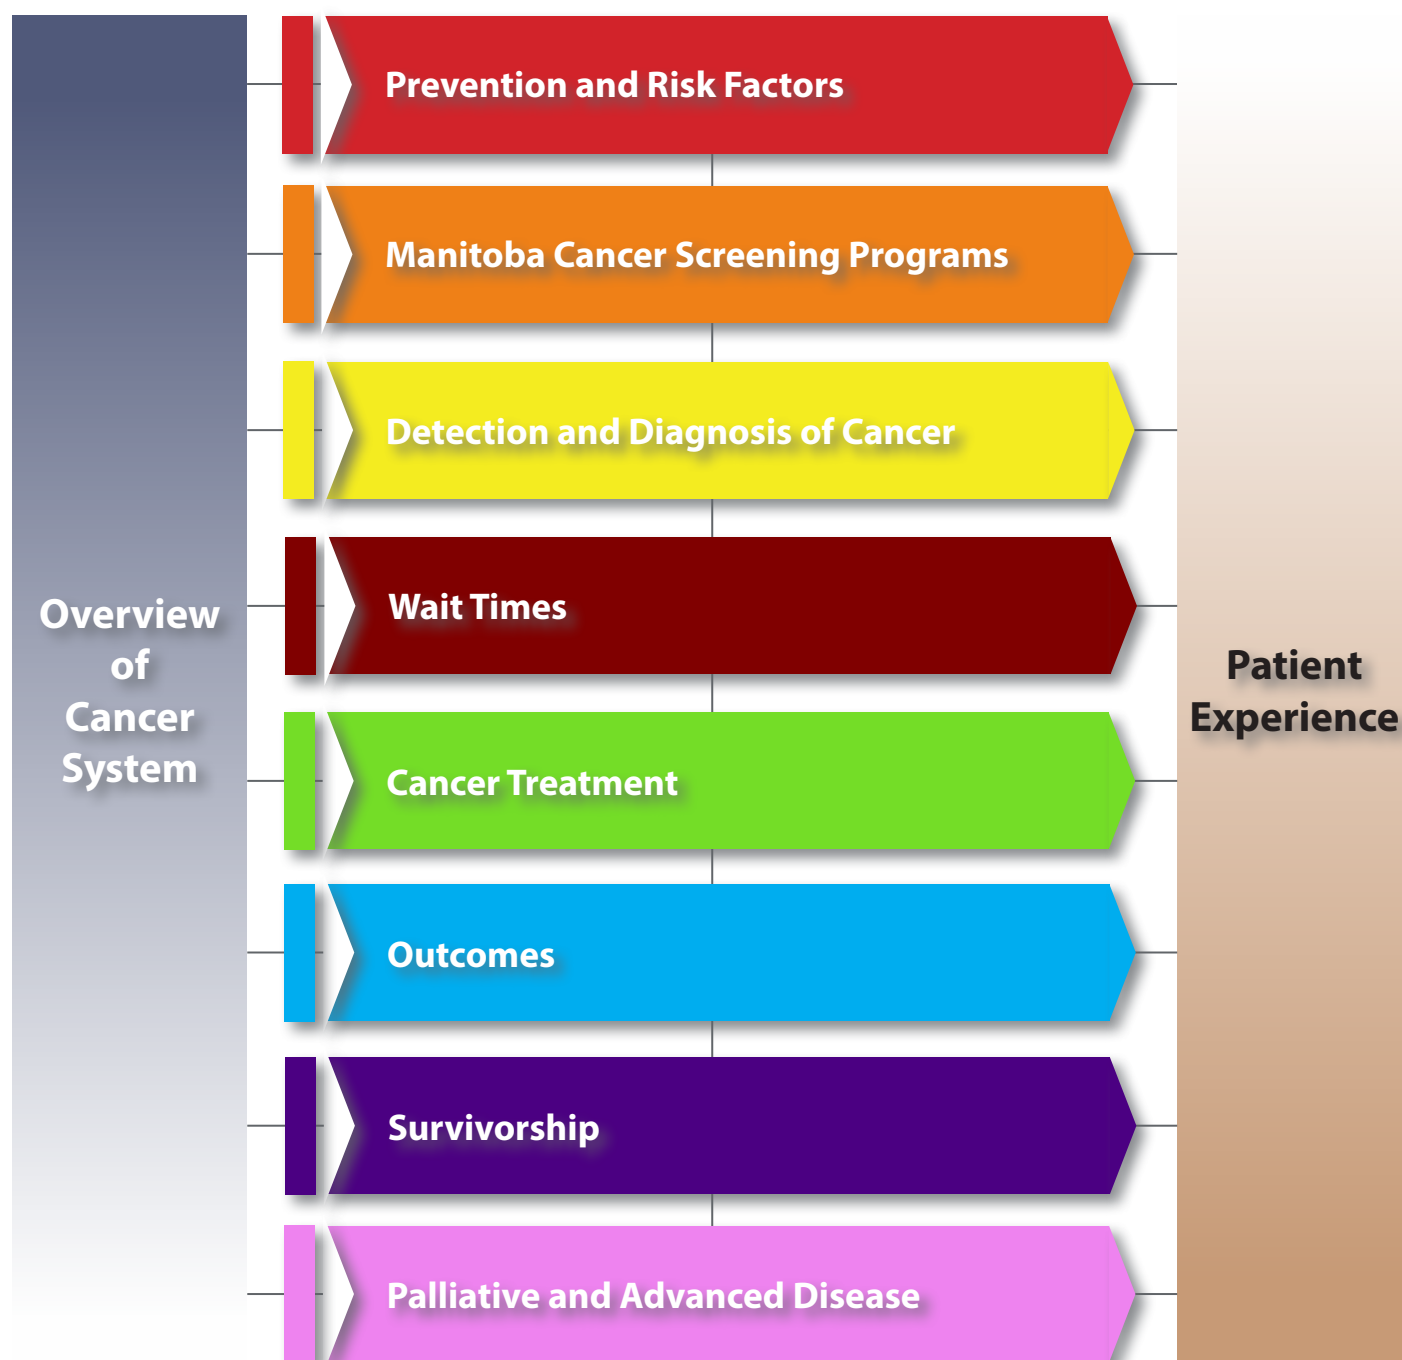 Overview
of
Cancer
System
Prevention and Risk Factors
Manitoba Cancer Screening Programs
Detection and Diagnosis of Cancer
Wait Times
Cancer Treatment
Outcomes
Survivorship
Palliative and Advanced Disease
Patient
Experience